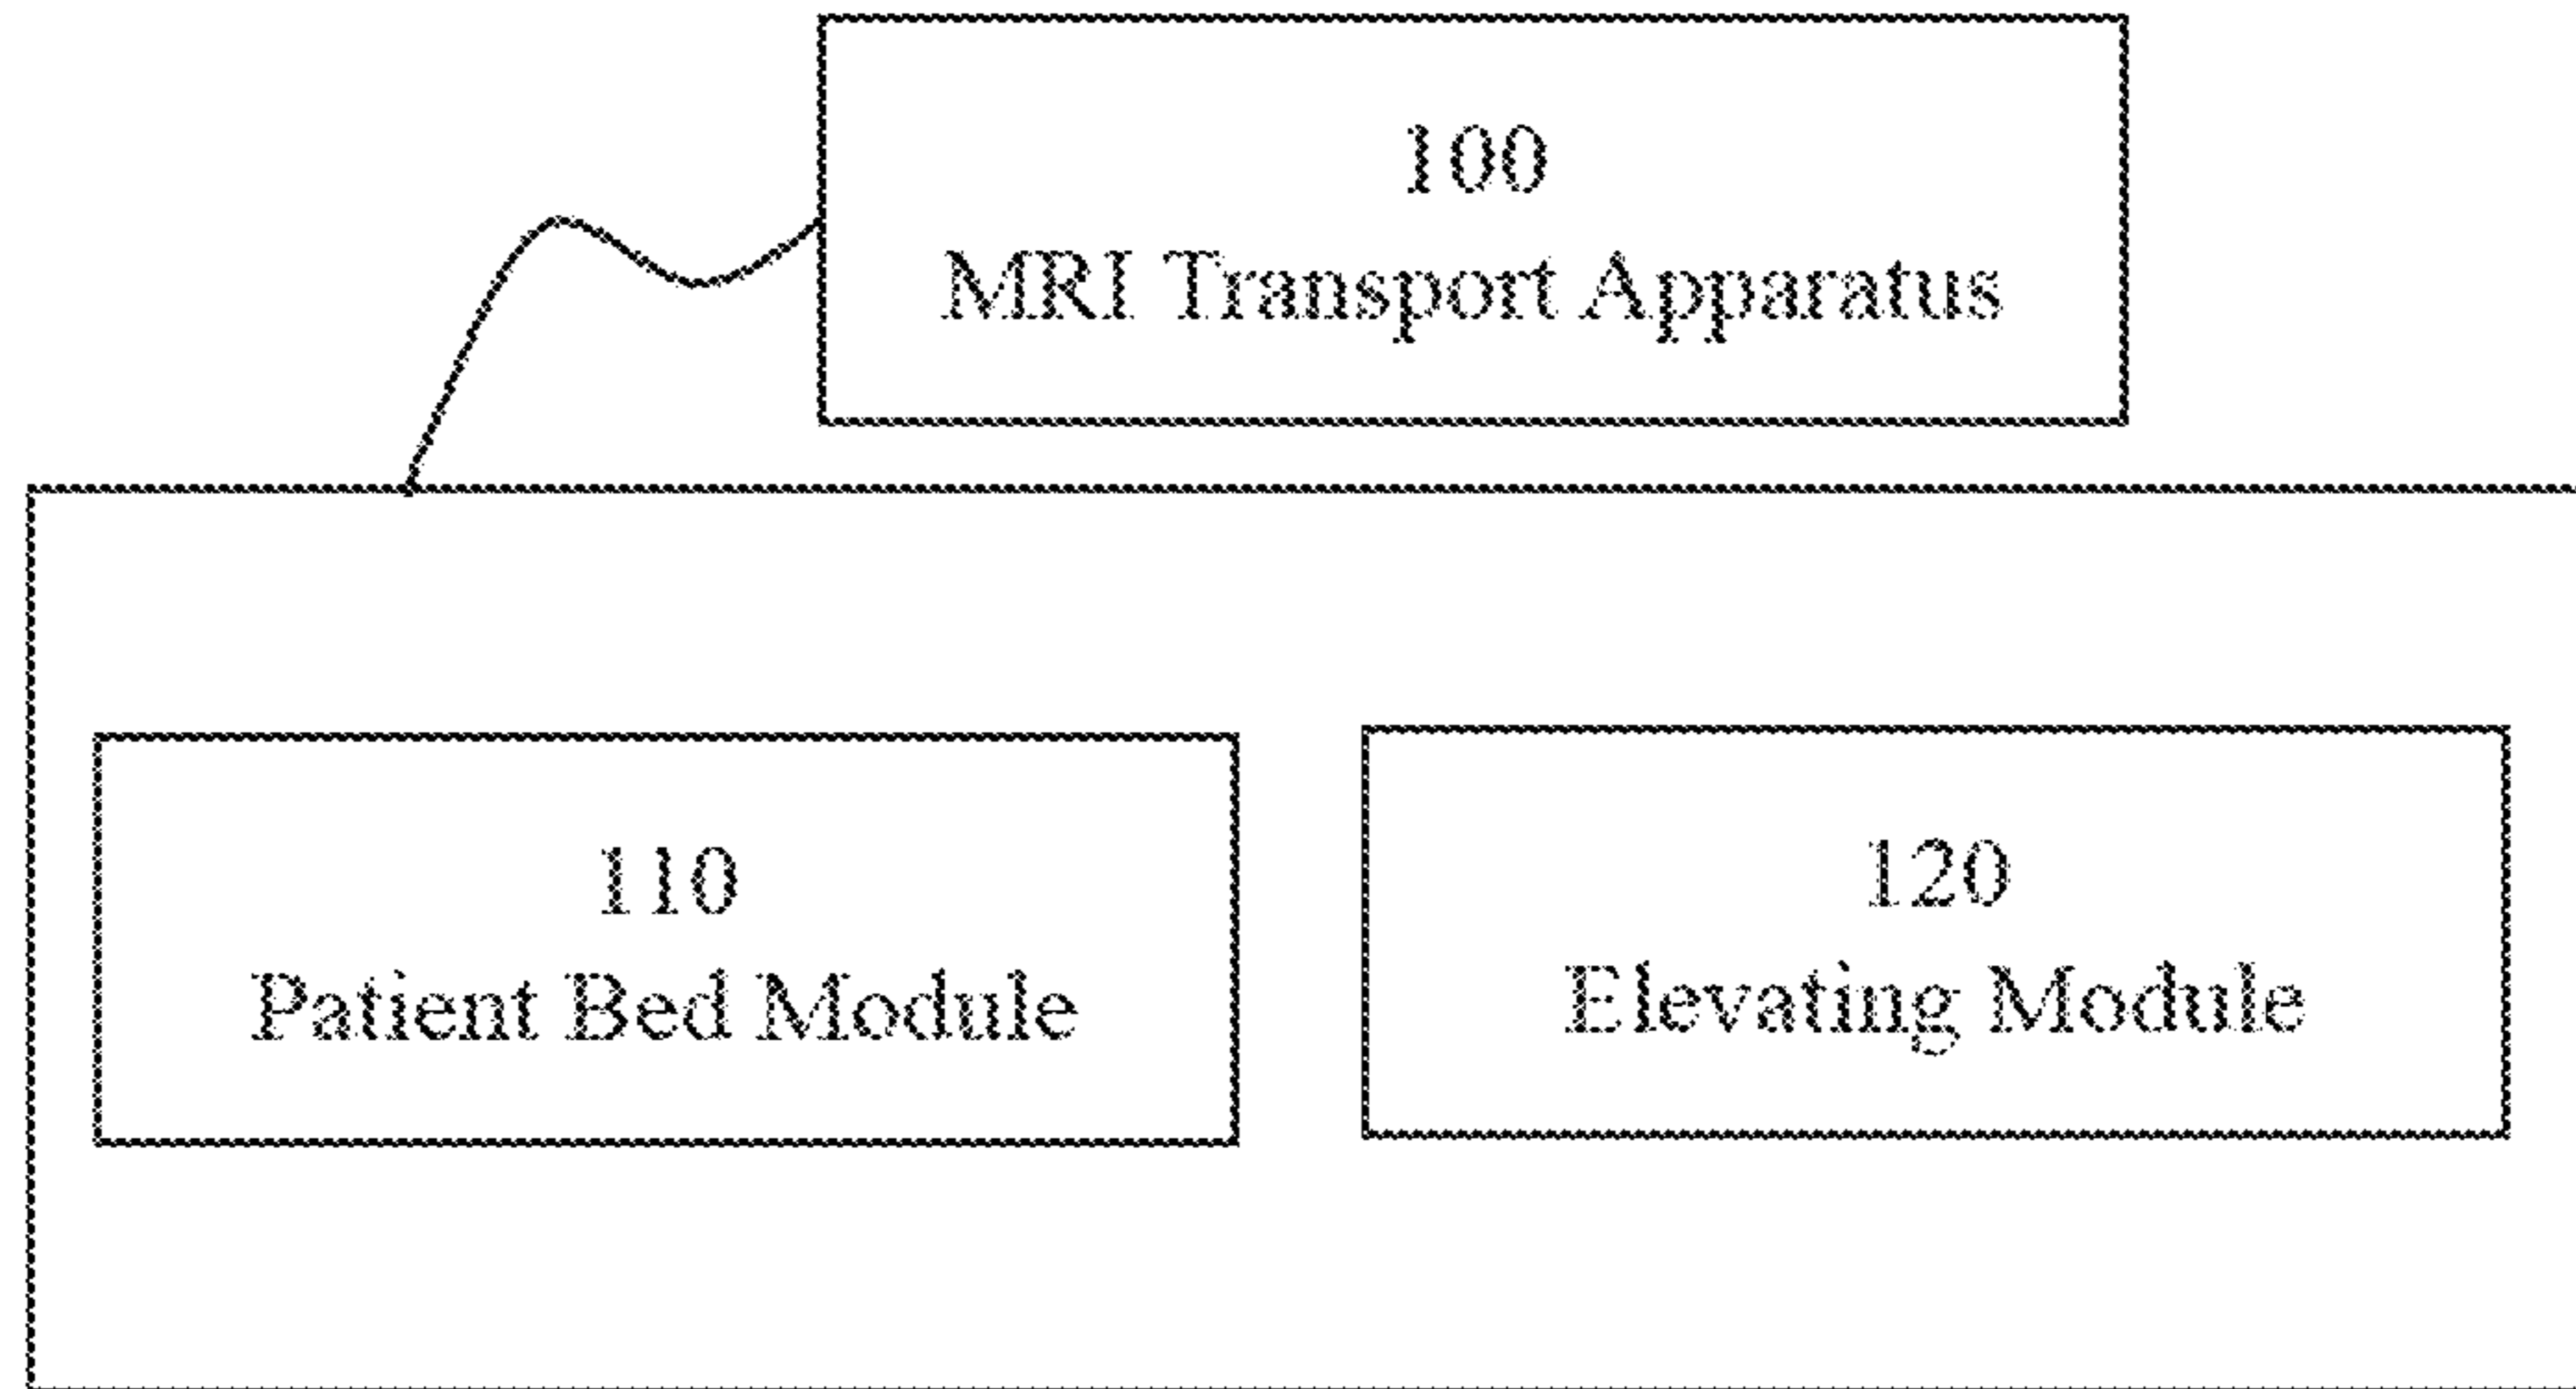 100
MRI Transport Apparatus
110
Patient Bed Module
120
Elevating Module